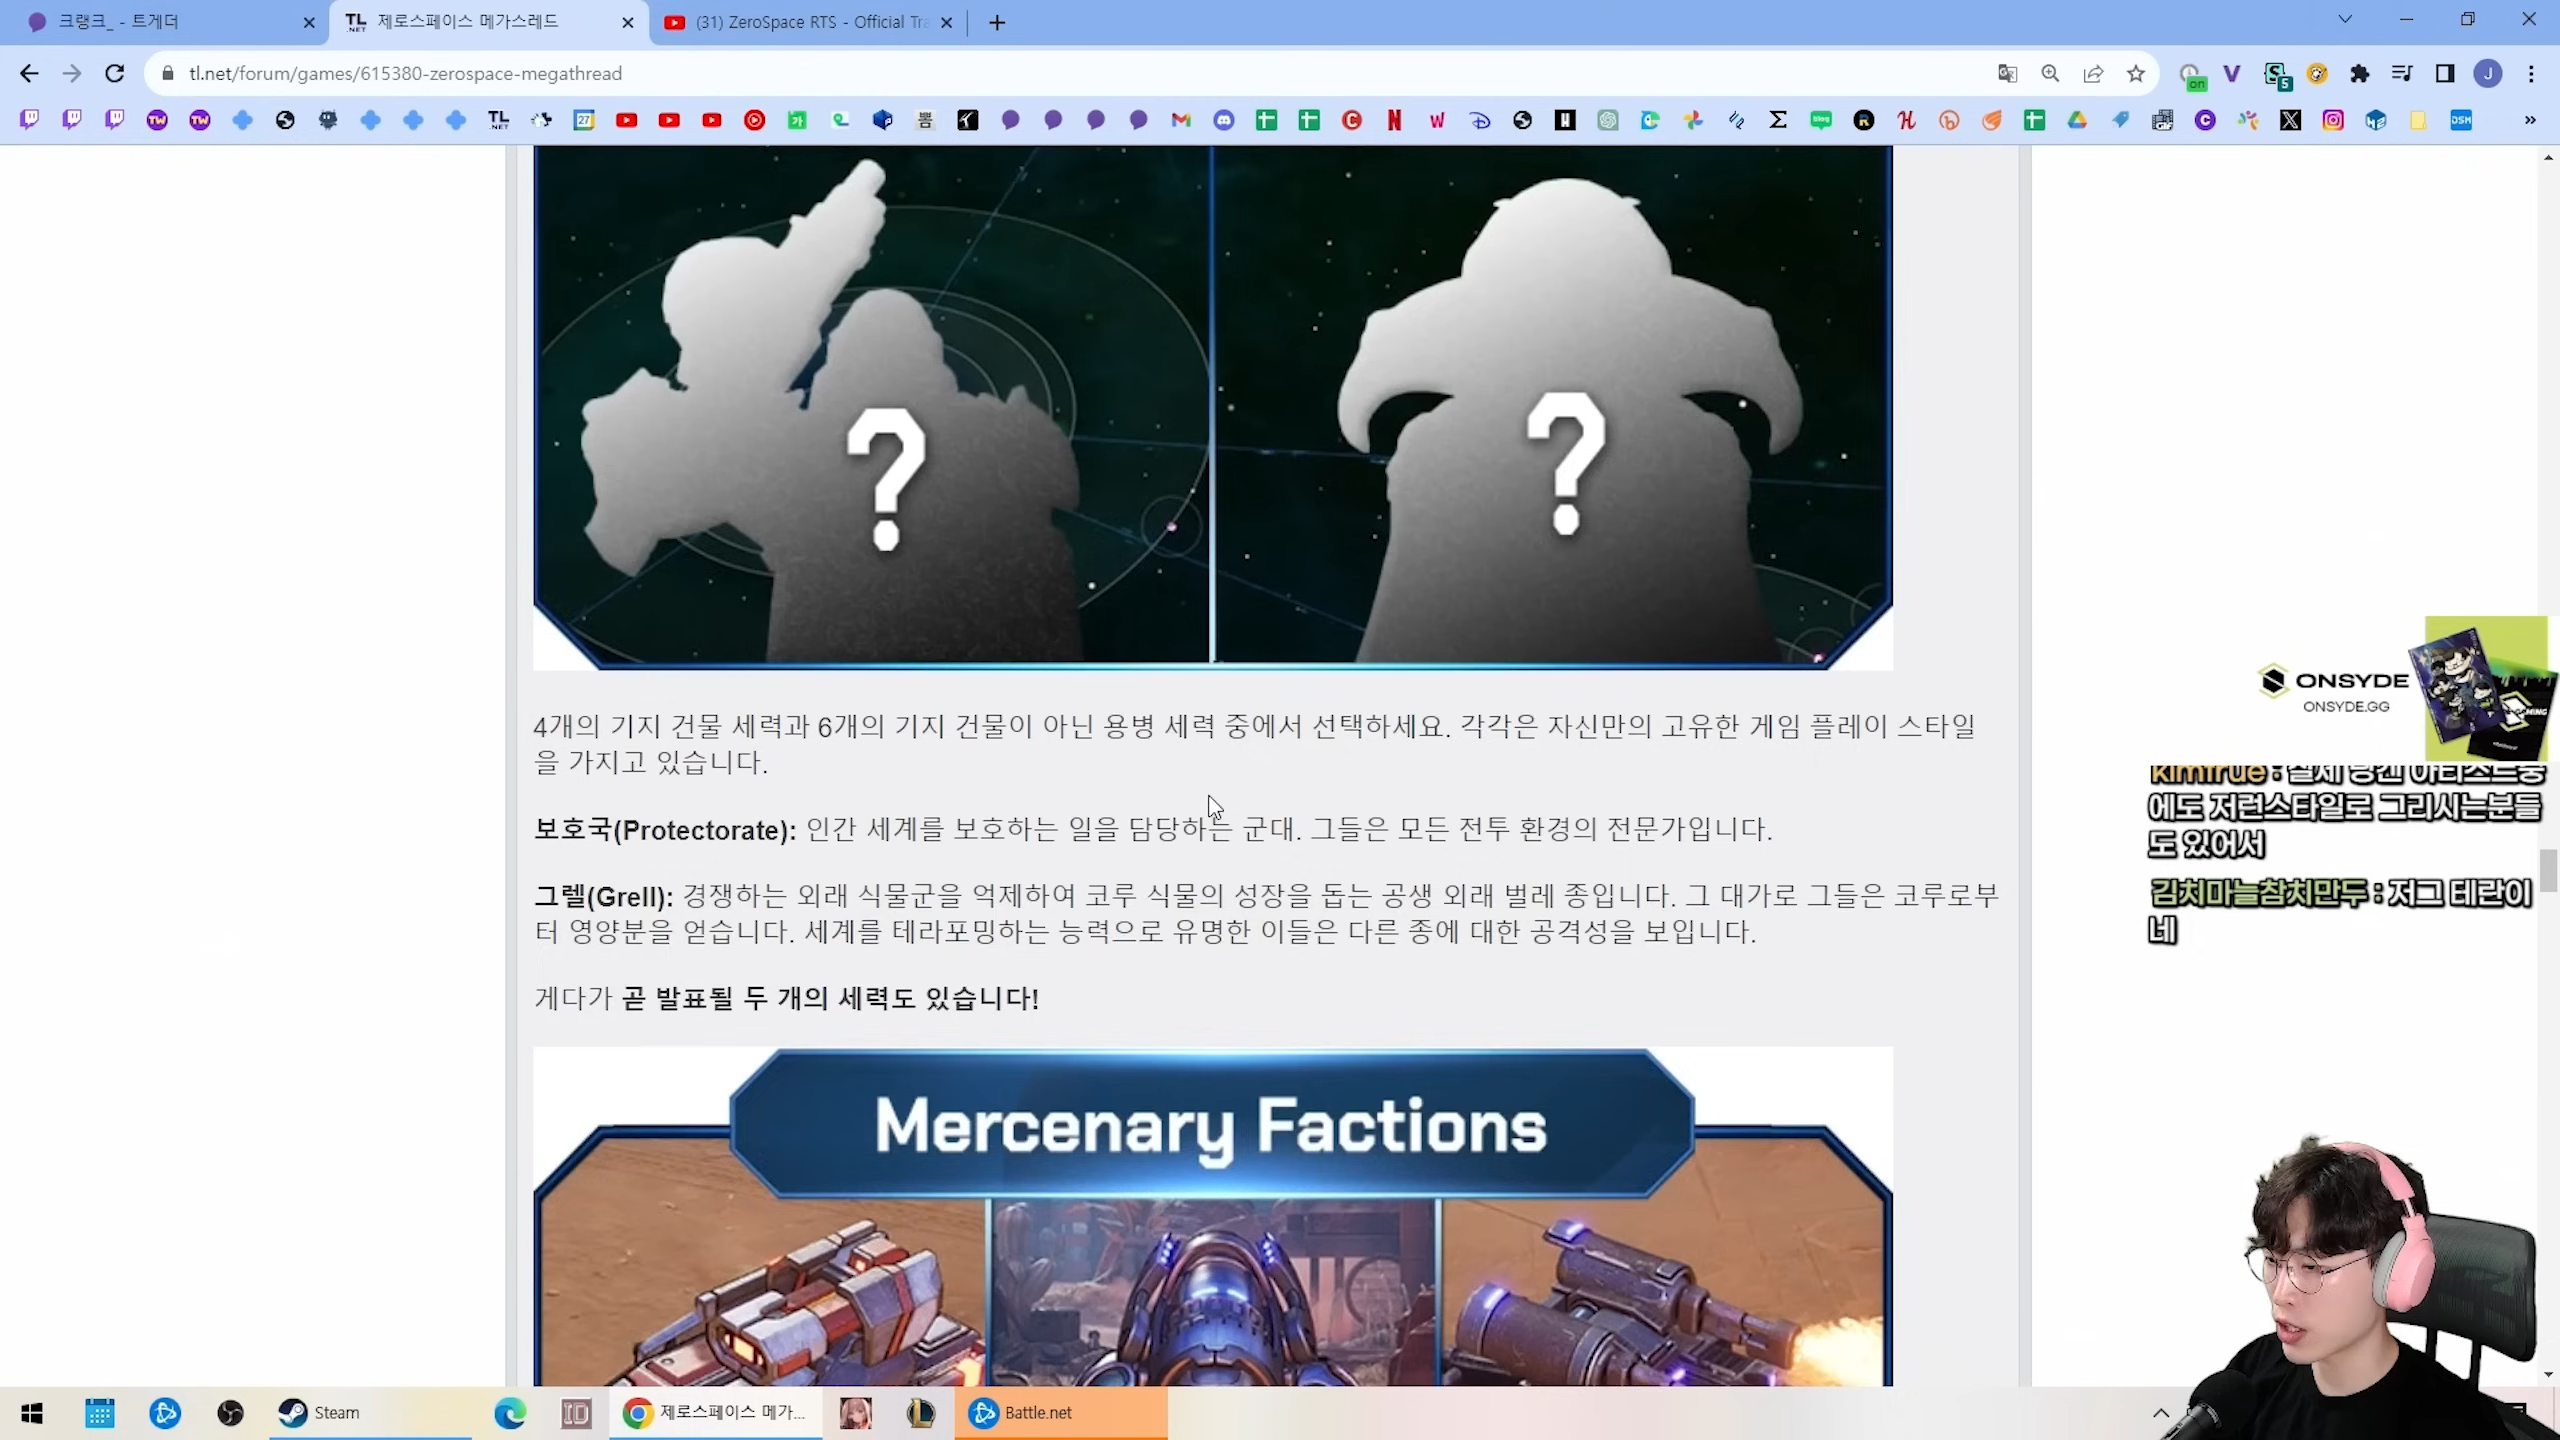 크랭크_ - 트게더
TL
.NET
제로스페이스 메가스레드
(31) ZeroSpace RTS - Official Tra
tl.net/forum/games/615380-zerospace-megathread
on
5
J
? ?
4개의 기지 건물 세력과 6개의 기지 건물이 아닌 용병 세력 중에서 선택하세요. 각각은 자신만의 고유한 게임 플레이 스타일
을 가지고 있습니다.
보호국(Protectorate): 인간 세계를 보호하는 일을 담당하는 군대. 그들은 모든 전투 환경의 전문가입니다.
그렐(Grell): 경쟁하는 외래 식물군을 억제하여 코루 식물의 성장을 돕는 공생 외래 벌레 종입니다. 그 대가로 그들은 코루로부
터 영양분을 얻습니다. 세계를 테라포밍하는 능력으로 유명한 이들은 다른 종에 대한 공격성을 보입니다.
게다가 곧 발표될 두 개의 세력도 있습니다!
Mercenary Factions
ONSYDE
ONSYDE.GG
에도 저런스타일로 그리시는분들
도 있어서
김치마늘참치만두 : 저그 테란이
네
Steam
제로스페이스 메가...
Battle.net